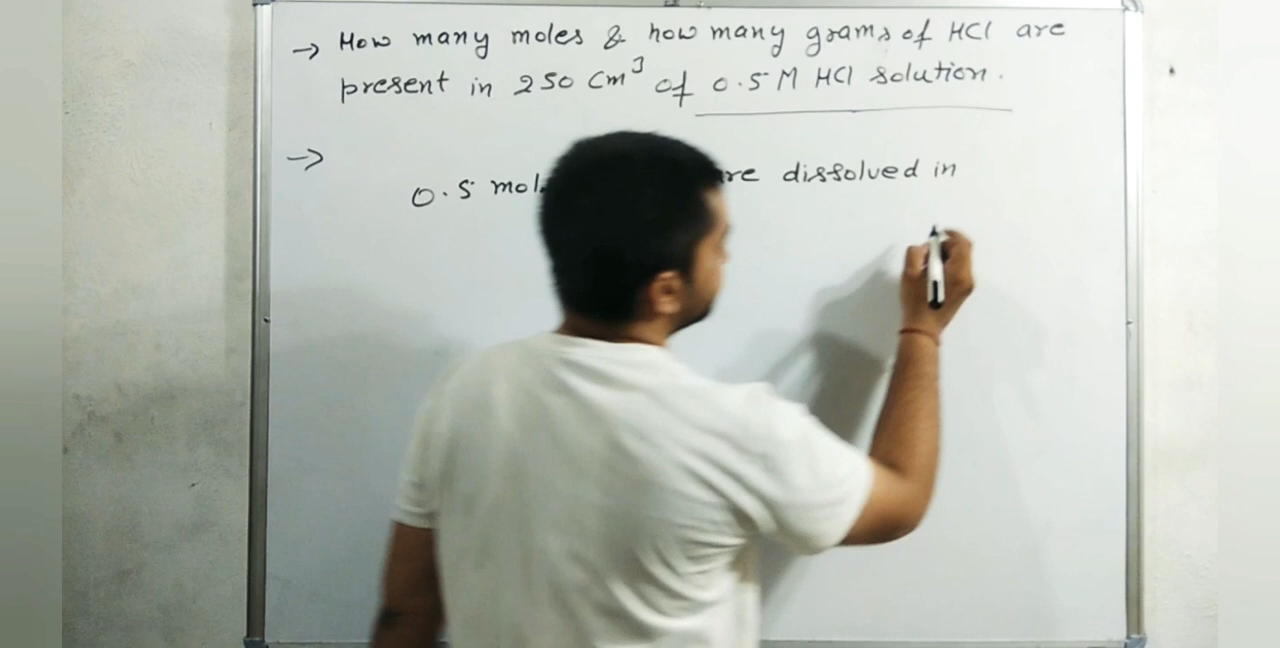 → How many moles & how many grams of HCl are
present in 250 Cm³ of 0.5 M HCl solution.
→
0.5 mol dissolved in